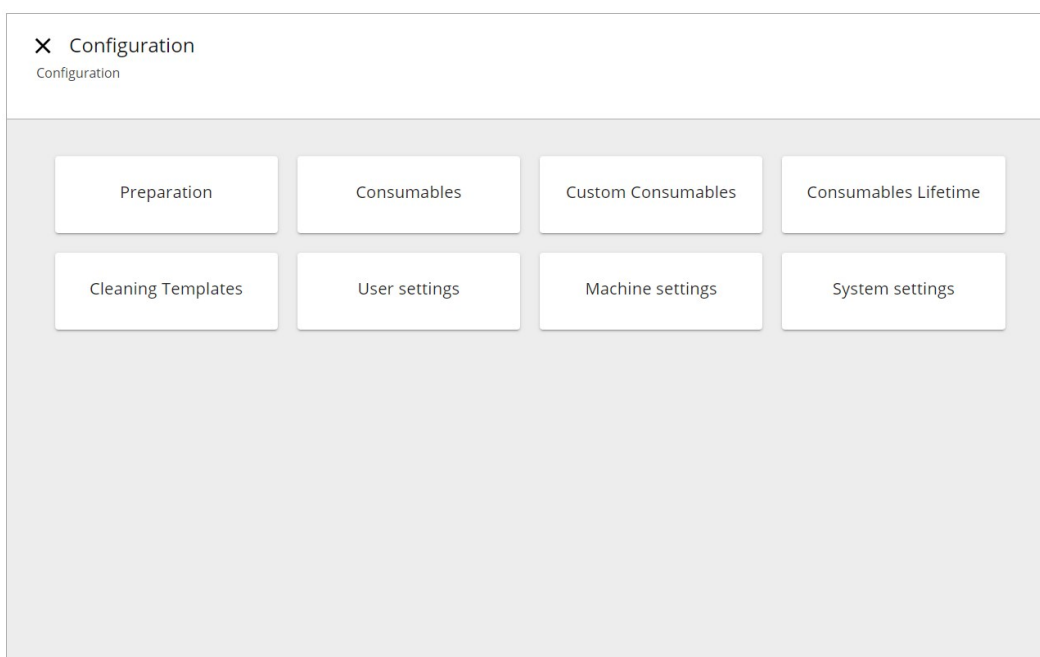 Configuration
Configuration
Preparation
Consumables
Custom Consumables
Consumables Lifetime
Cleaning Templates
User settings
Machine settings
System settings